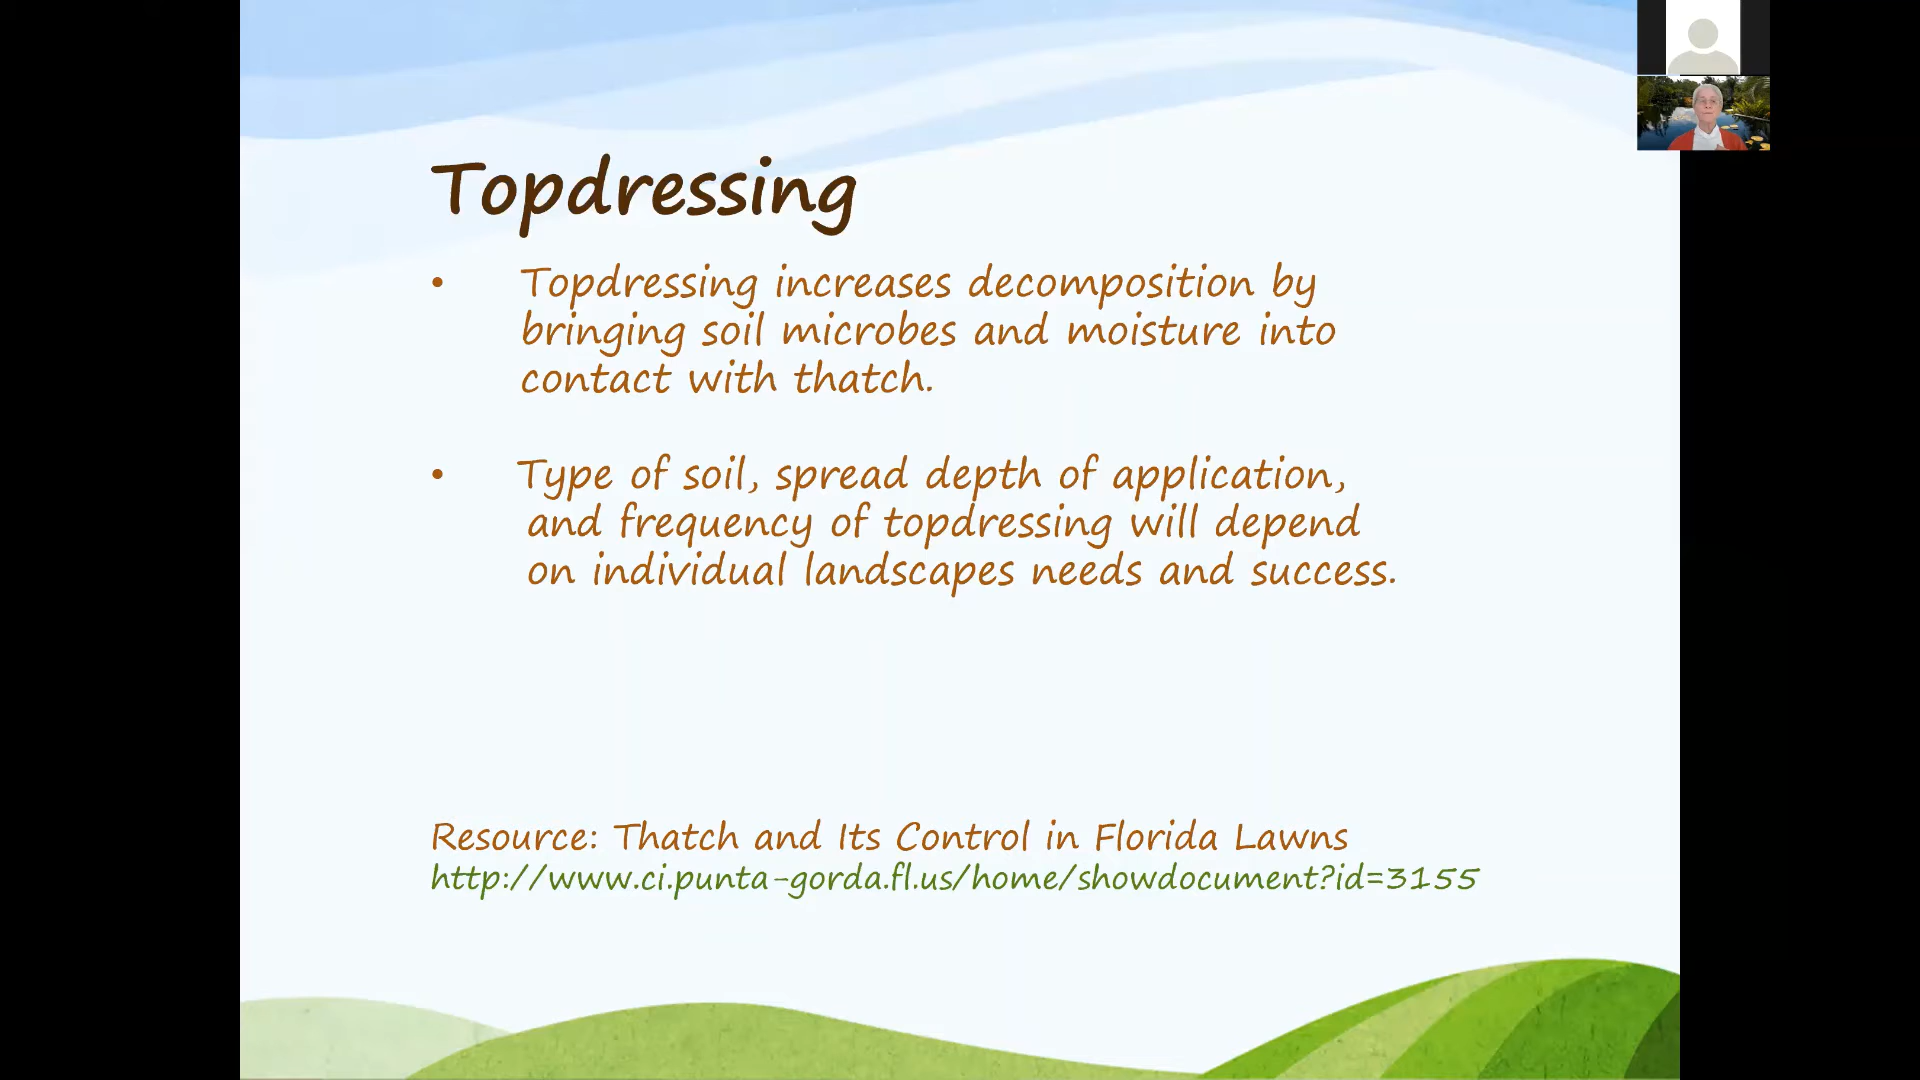 Topdressing
• Topdressing increases decomposition by
bringing soil microbes and moisture into
contact with thatch.
• Type of soil, spread depth of application,
and frequency of topdressing will depend
on individual landscapes needs and success.
Resource: Thatch and Its Control in Florida Lawns
http://www.ci.punta-gorda.fl.us/home/showdocument?id=3155